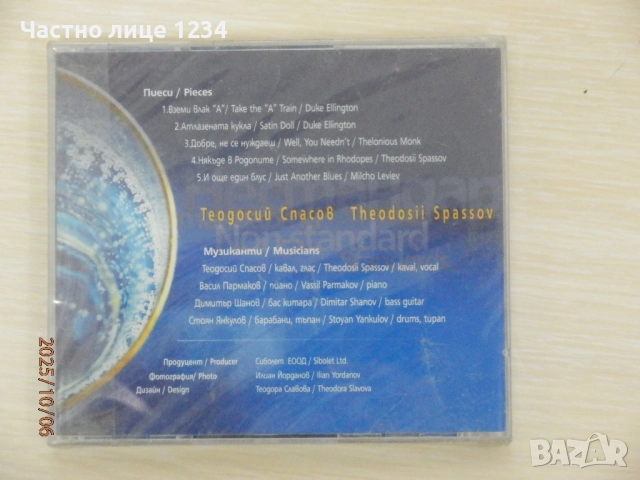 Частно лице 1234
Пиеси / Pieces
1.Вземи влак "А"/ Take the "A" Train / Duke Ellington
2.Атлазената кукла / Satin Doll / Duke Ellington
3.Добре, не се нуждаеш / Well, You Needn't / Thelonious Monk
4.Някъде в Родопите / Somewhere in Rhodopes / Theodosii Spassov
5.И още един блус / Just Another Blues / Milcho Leviev
Теодосий Спасов Theodosii Spassov
Non-standard
Музиканти / Musicians
Теодосий Спасов / кавал, глас / Theodosii Spassov / kaval, vocal
Васил Пармаков / пиано / Vassil Parmakov / piano
Димитър Шанов / бас китара / Dimitar Shanov / bass guitar
Стоян Янкулов / барабани, тъпан / Stoyan Yankulov / drums, tupan
Продуцент / Producer Сиболет ЕООД / Sibolet Ltd.
Фотография/ Photo Илиан Йорданов / Ilian Yordanov
Дизайн / Design Теодора Славова / Theodora Slavova
2025/10/06
BAZAR